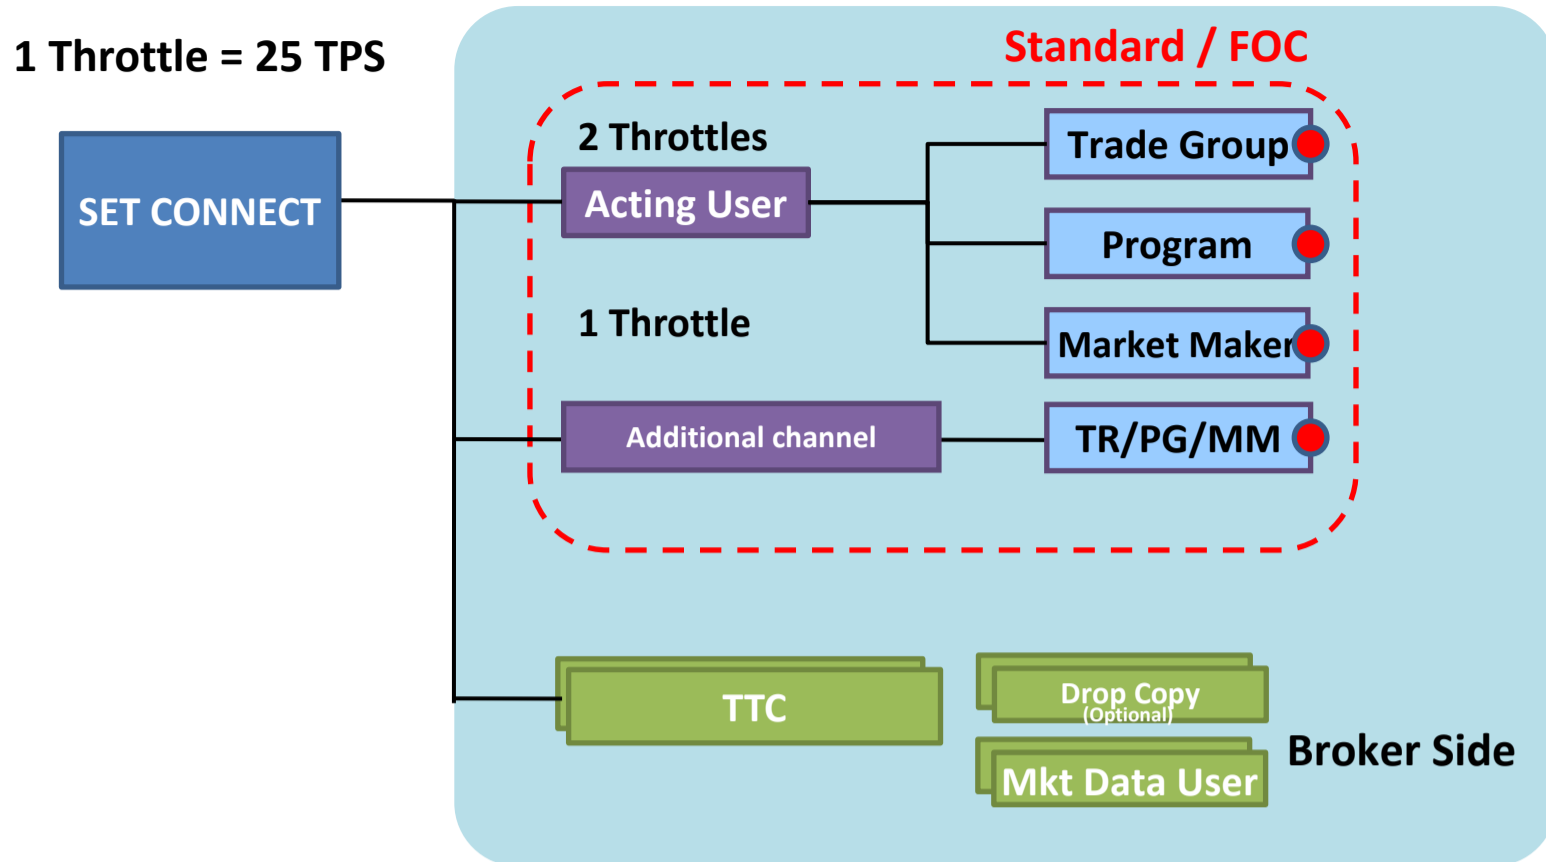 1 Throttle = 25 TPS
Standard / FOC
2 Throttles
Trade Group
SET CONNECT
Acting User
Program
1 Throttle
Market Maker
Additional channel
TR/PG/MM
TTC
Drop Copy
(Optional)
Broker Side
Mkt Data User